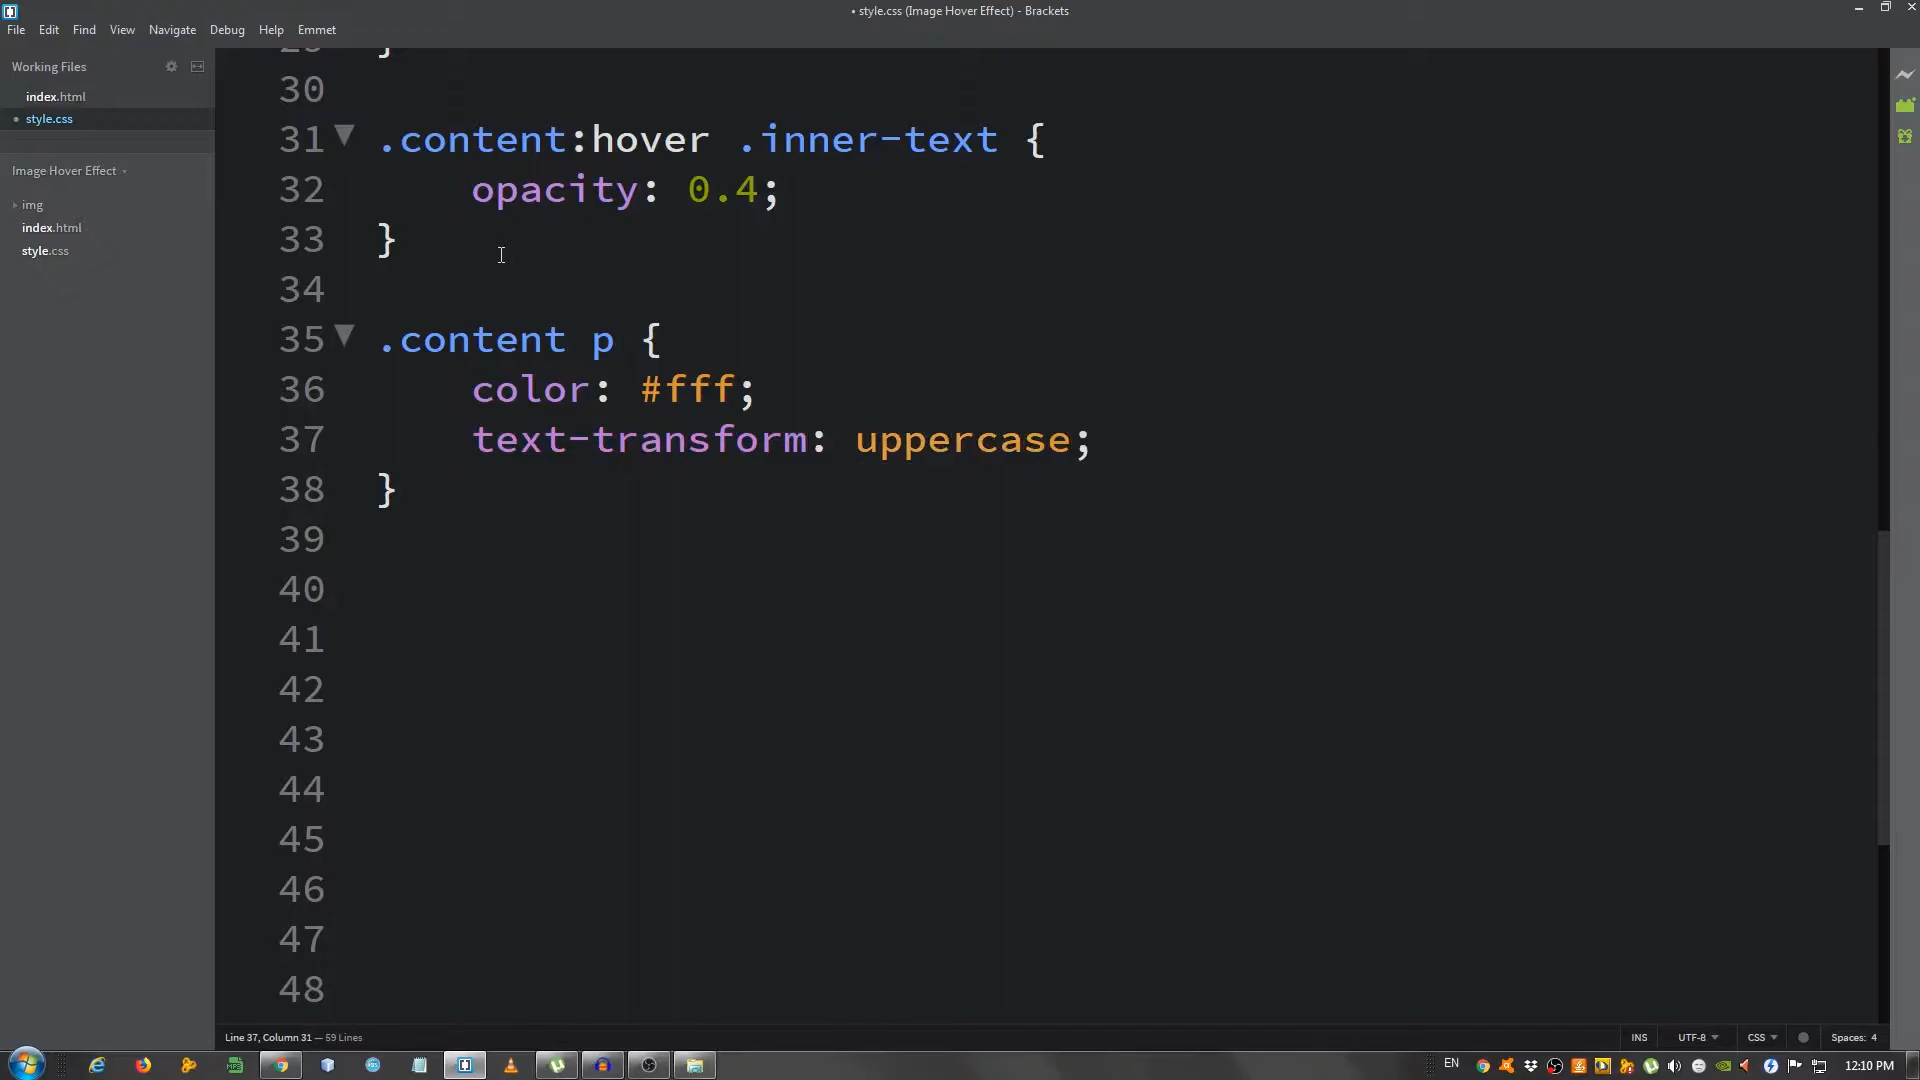 • style.css (Image Hover Effect) - Brackets
File Edit Find View Navigate Debug Help Emmet
Working Files
index.html
• style.css
Image Hover Effect
img
index.html
style.css
}
30
31 .content:hover .inner-text {
32 opacity: 0.4;
33 }
34
35 .content p {
36 color: #fff;
37 text-transform: uppercase;
38 }
39
40
41
42
43
44
45
46
47
48
Line 37, Column 31 — 59 Lines
INS UTF-8 CSS Spaces: 4
EN 12:10 PM